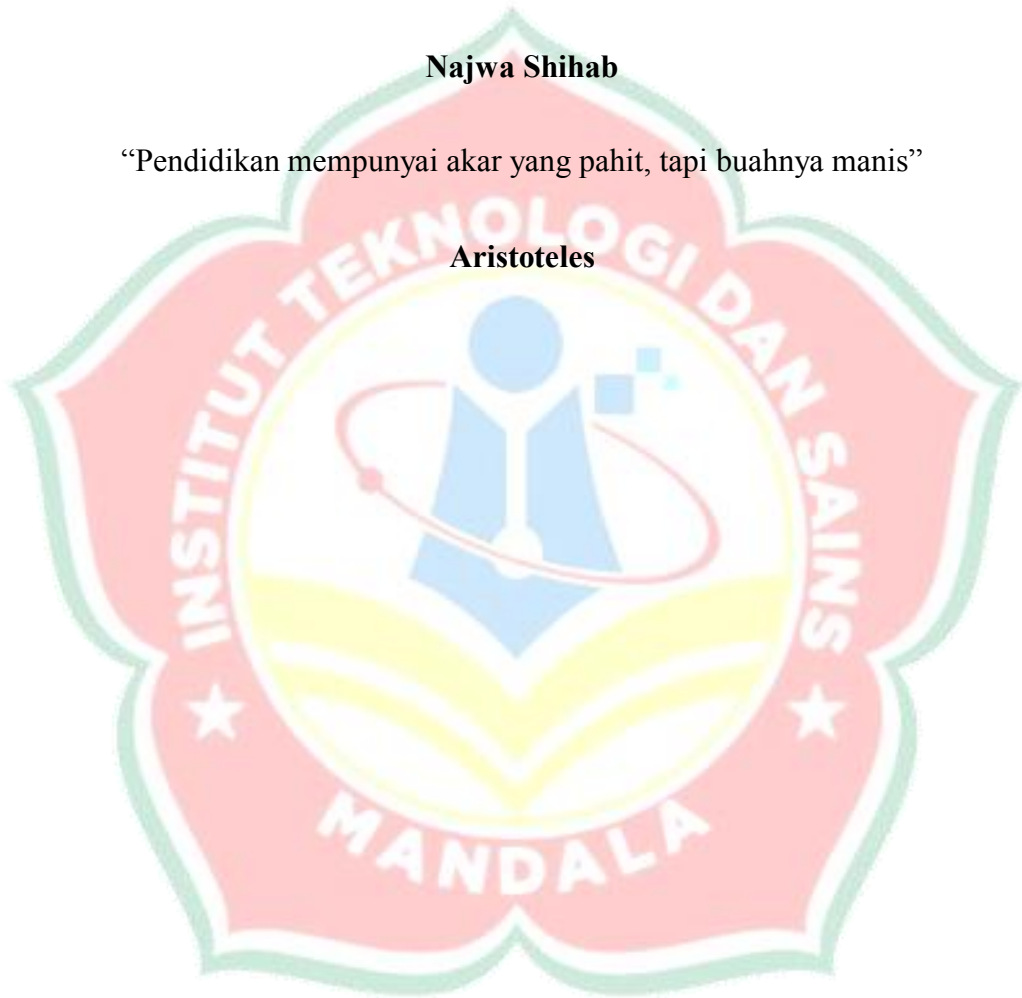 Najwa Shihab
“Pendidikan mempunyai akar yang pahit, tapi buahnya manis”
Aristoteles
INSTITUT TEKNOLOGI DAN SAINS
MANDALA